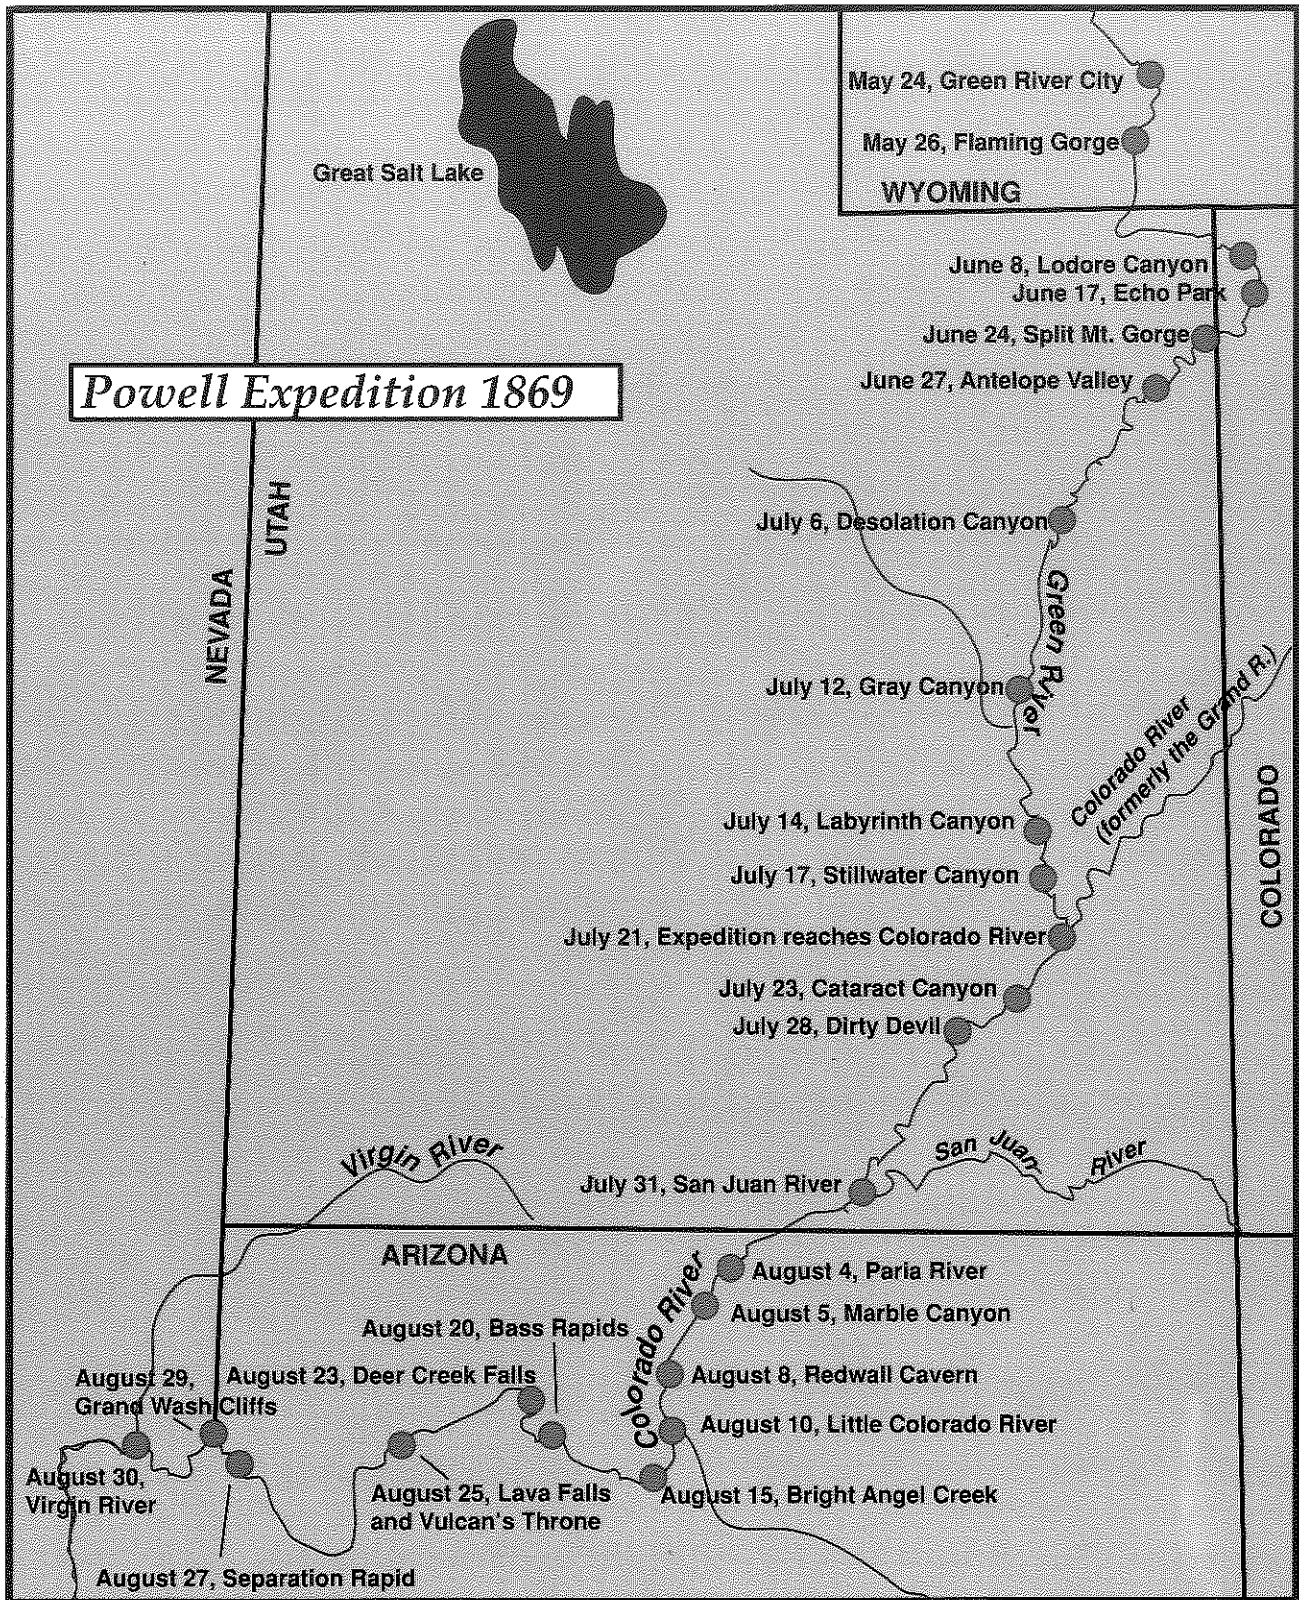 May 24, Green River City
May 26, Flaming Gorge
Great Salt Lake
WYOMING
June 8, Lodore Canyon
June 17, Echo Park
June 24, Split Mt. Gorge
June 27, Antelope Valley
Powell Expedition 1869
UTAH
NEVADA
July 6, Desolation Canyon
Green River
July 12, Gray Canyon
Colorado River
(formerly the Grand R.)
COLORADO
July 14, Labyrinth Canyon
July 17, Stillwater Canyon
July 21, Expedition reaches Colorado River
July 23, Cataract Canyon
July 28, Dirty Devil
Virgin River
San Juan River
July 31, San Juan River
ARIZONA
Colorado River
August 4, Paria River
August 5, Marble Canyon
August 20, Bass Rapids
August 8, Redwall Cavern
August 29,
Grand Wash Cliffs
August 23, Deer Creek Falls
August 10, Little Colorado River
August 30,
Virgin River
August 25, Lava Falls
and Vulcan's Throne
August 15, Bright Angel Creek
August 27, Separation Rapid